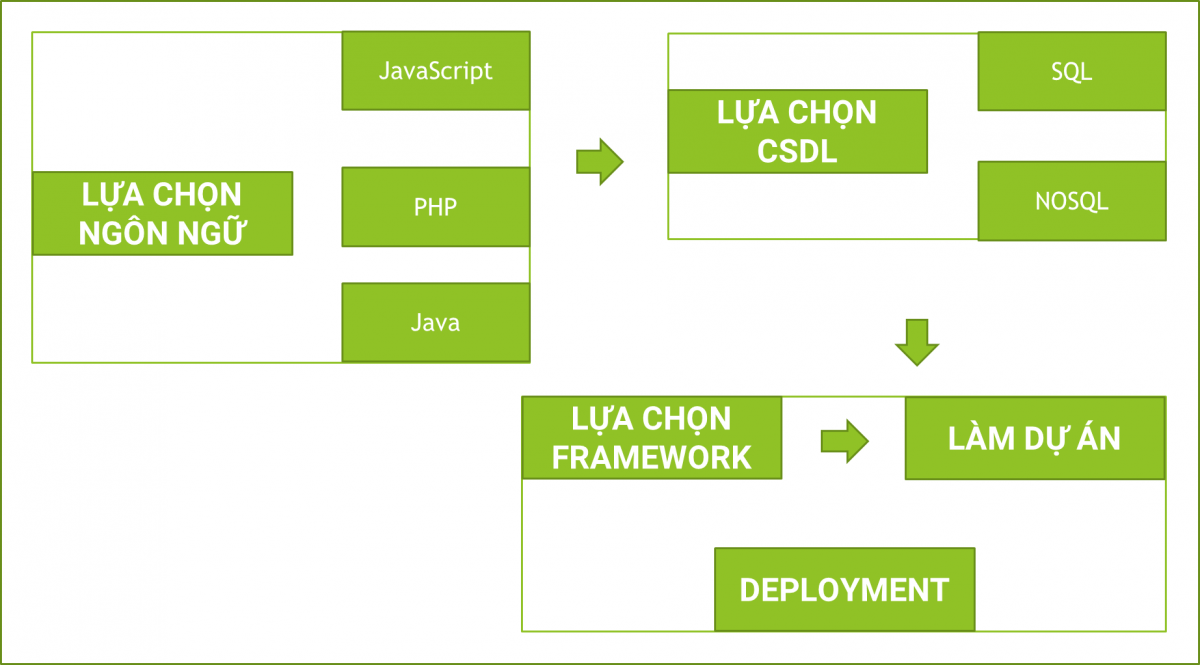 LỰA CHỌN
NGÔN NGỮ
JavaScript
PHP
Java
LỰA CHỌN
CSDL
SQL
NOSQL
LỰA CHỌN
FRAMEWORK
LÀM DỰ ÁN
DEPLOYMENT